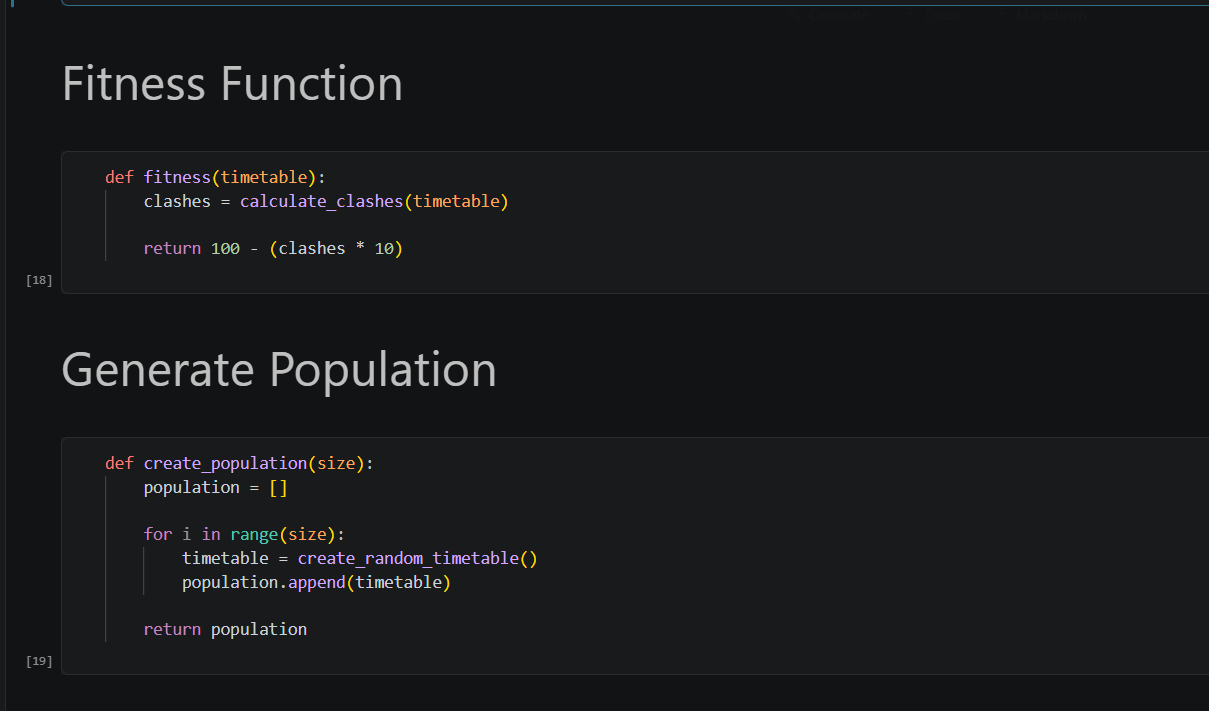 Fitness Function
def fitness(timetable):
clashes = calculate_clashes(timetable)
return 100 - (clashes * 10)
[18]
Generate Population
def create_population(size):
population = []
for i in range(size):
timetable = create_random_timetable()
population.append(timetable)
return population
[19]